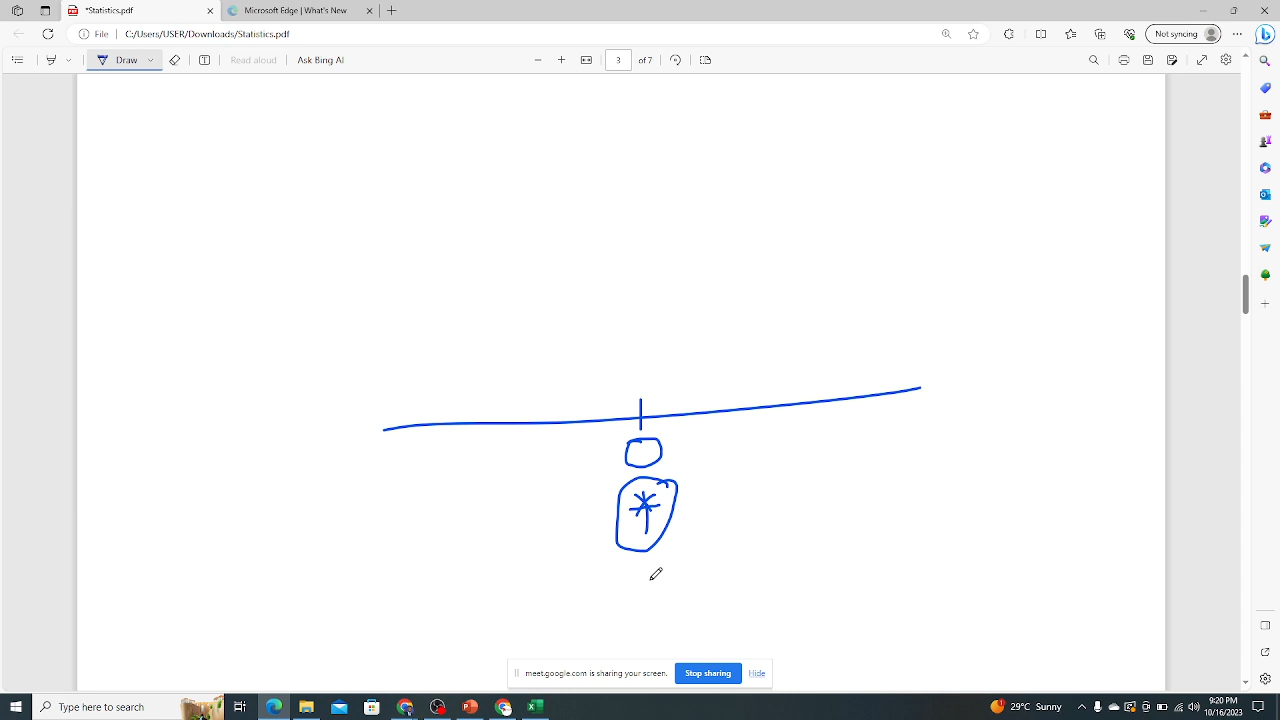 *Statistics.pdf
Microsoft Edge | What's New
File
C:/Users/USER/Downloads/Statistics.pdf
Not syncing
Draw
Read aloud
Ask Bing AI
3
of 7
0
meet.google.com is sharing your screen.
Stop sharing
Hide
Type here to search
29°C Sunny
9:20 PM
10/16/2023